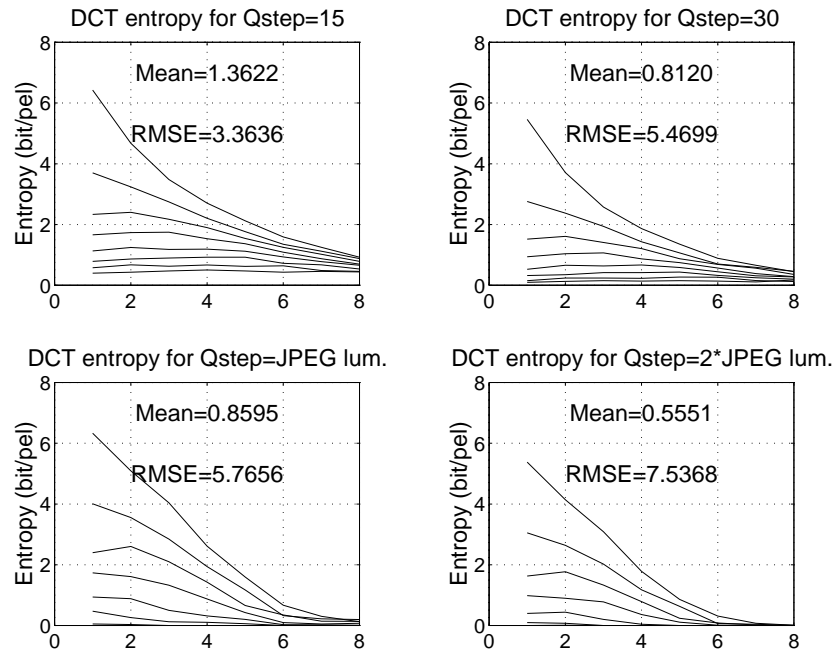 DCT entropy for Qstep=15
8
6
4
2
0
Entropy (bit/pel)
Mean=1.3622
RMSE=3.3636
0 2 4 6 8
DCT entropy for Qstep=30
8
6
4
2
0
Entropy (bit/pel)
Mean=0.8120
RMSE=5.4699
0 2 4 6 8
DCT entropy for Qstep=JPEG lum.
8
6
4
2
0
Entropy (bit/pel)
Mean=0.8595
RMSE=5.7656
0 2 4 6 8
DCT entropy for Qstep=2*JPEG lum.
8
6
4
2
0
Entropy (bit/pel)
Mean=0.5551
RMSE=7.5368
0 2 4 6 8